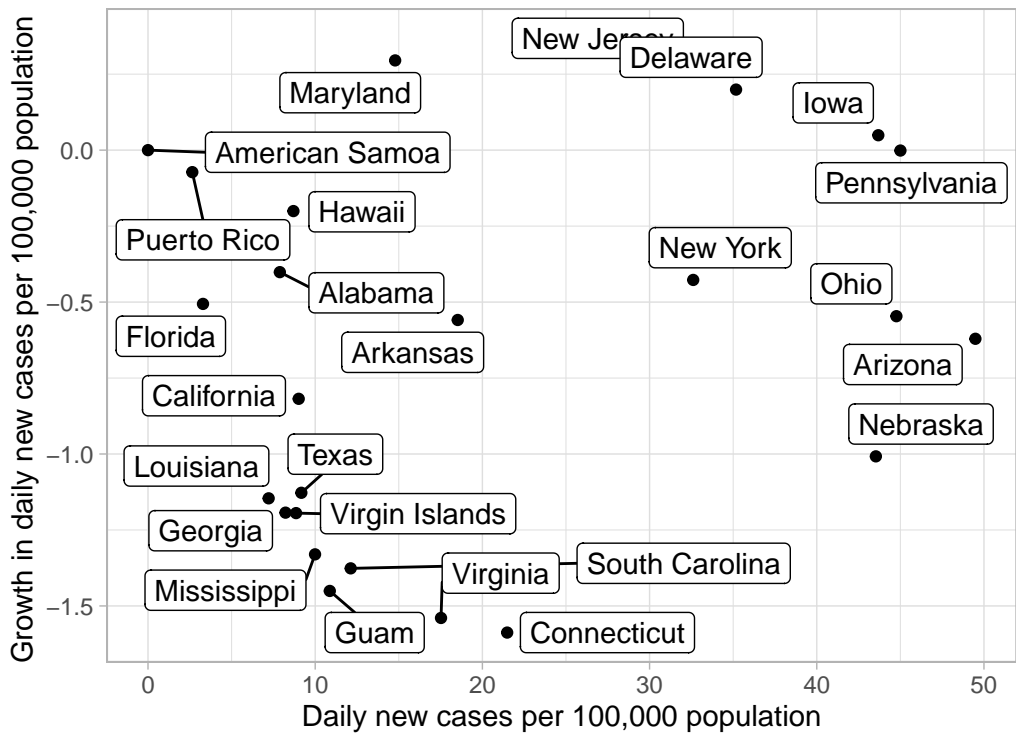 New Jersey
Delaware
Maryland
Iowa
American Samoa
Pennsylvania
Hawaii
Puerto Rico
New York
Alabama
Ohio
Florida
Arkansas
Arizona
California
Nebraska
Texas
Louisiana
Virgin Islands
Georgia
South Carolina
Virginia
Mississippi
Guam
Connecticut
0.0
−0.5
−1.0
−1.5
0 10 20 30 40 50
Daily new cases per 100,000 population
Growth in daily new cases per 100,000 population